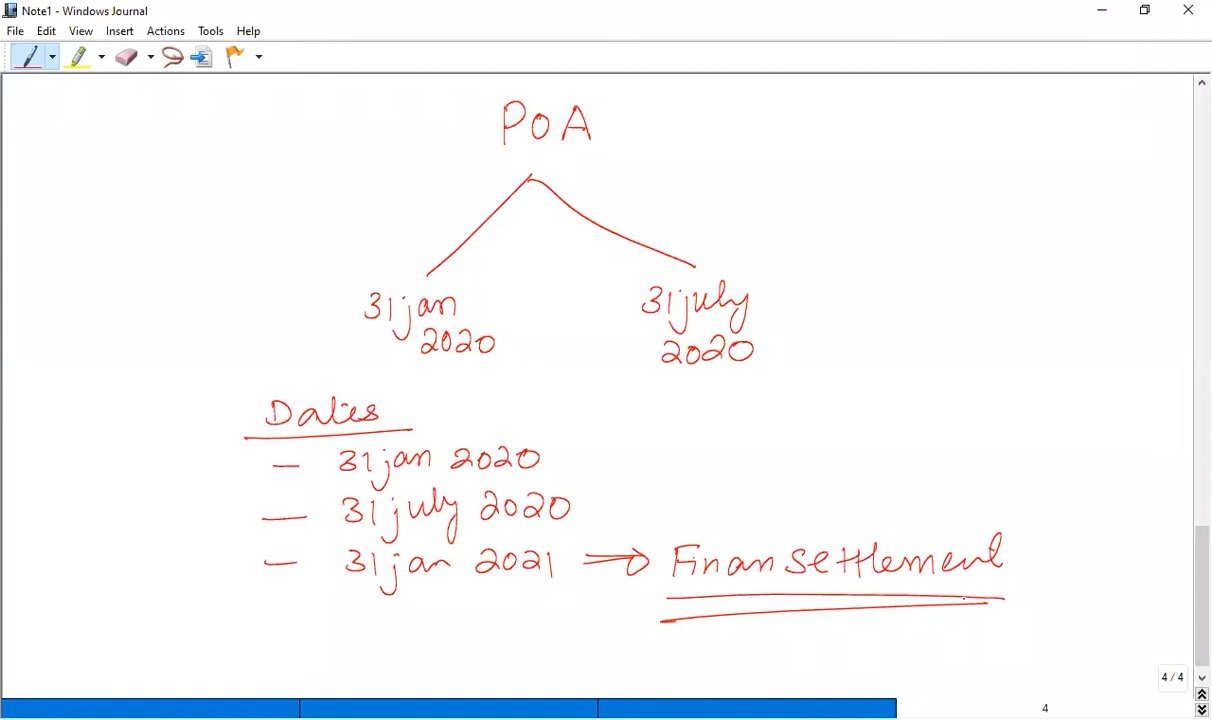 Note1 - Windows Journal
File Edit View Insert Actions Tools Help
PoA
31 jan 2020
31 july 2020
Dates
- 31 jan 2020
- 31 july 2020
- 31 jan 2021 => Finan settlement
4 / 4
4